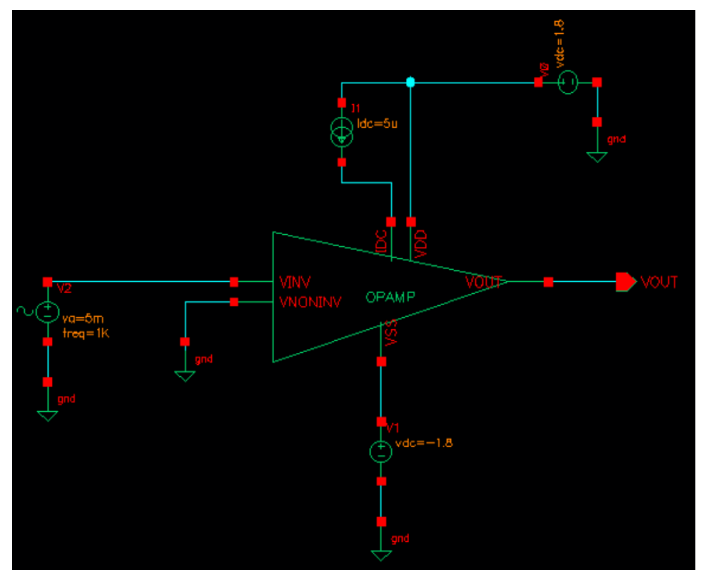 vdc=1.8
V0
I1
Idc=5u
gnd
IDC
VDD
V2
VINV
VOUT
VOUT
va=5m
VNONINV
OPAMP
freq=1K
VSS
gnd
gnd
V1
vdc=-1.8
gnd